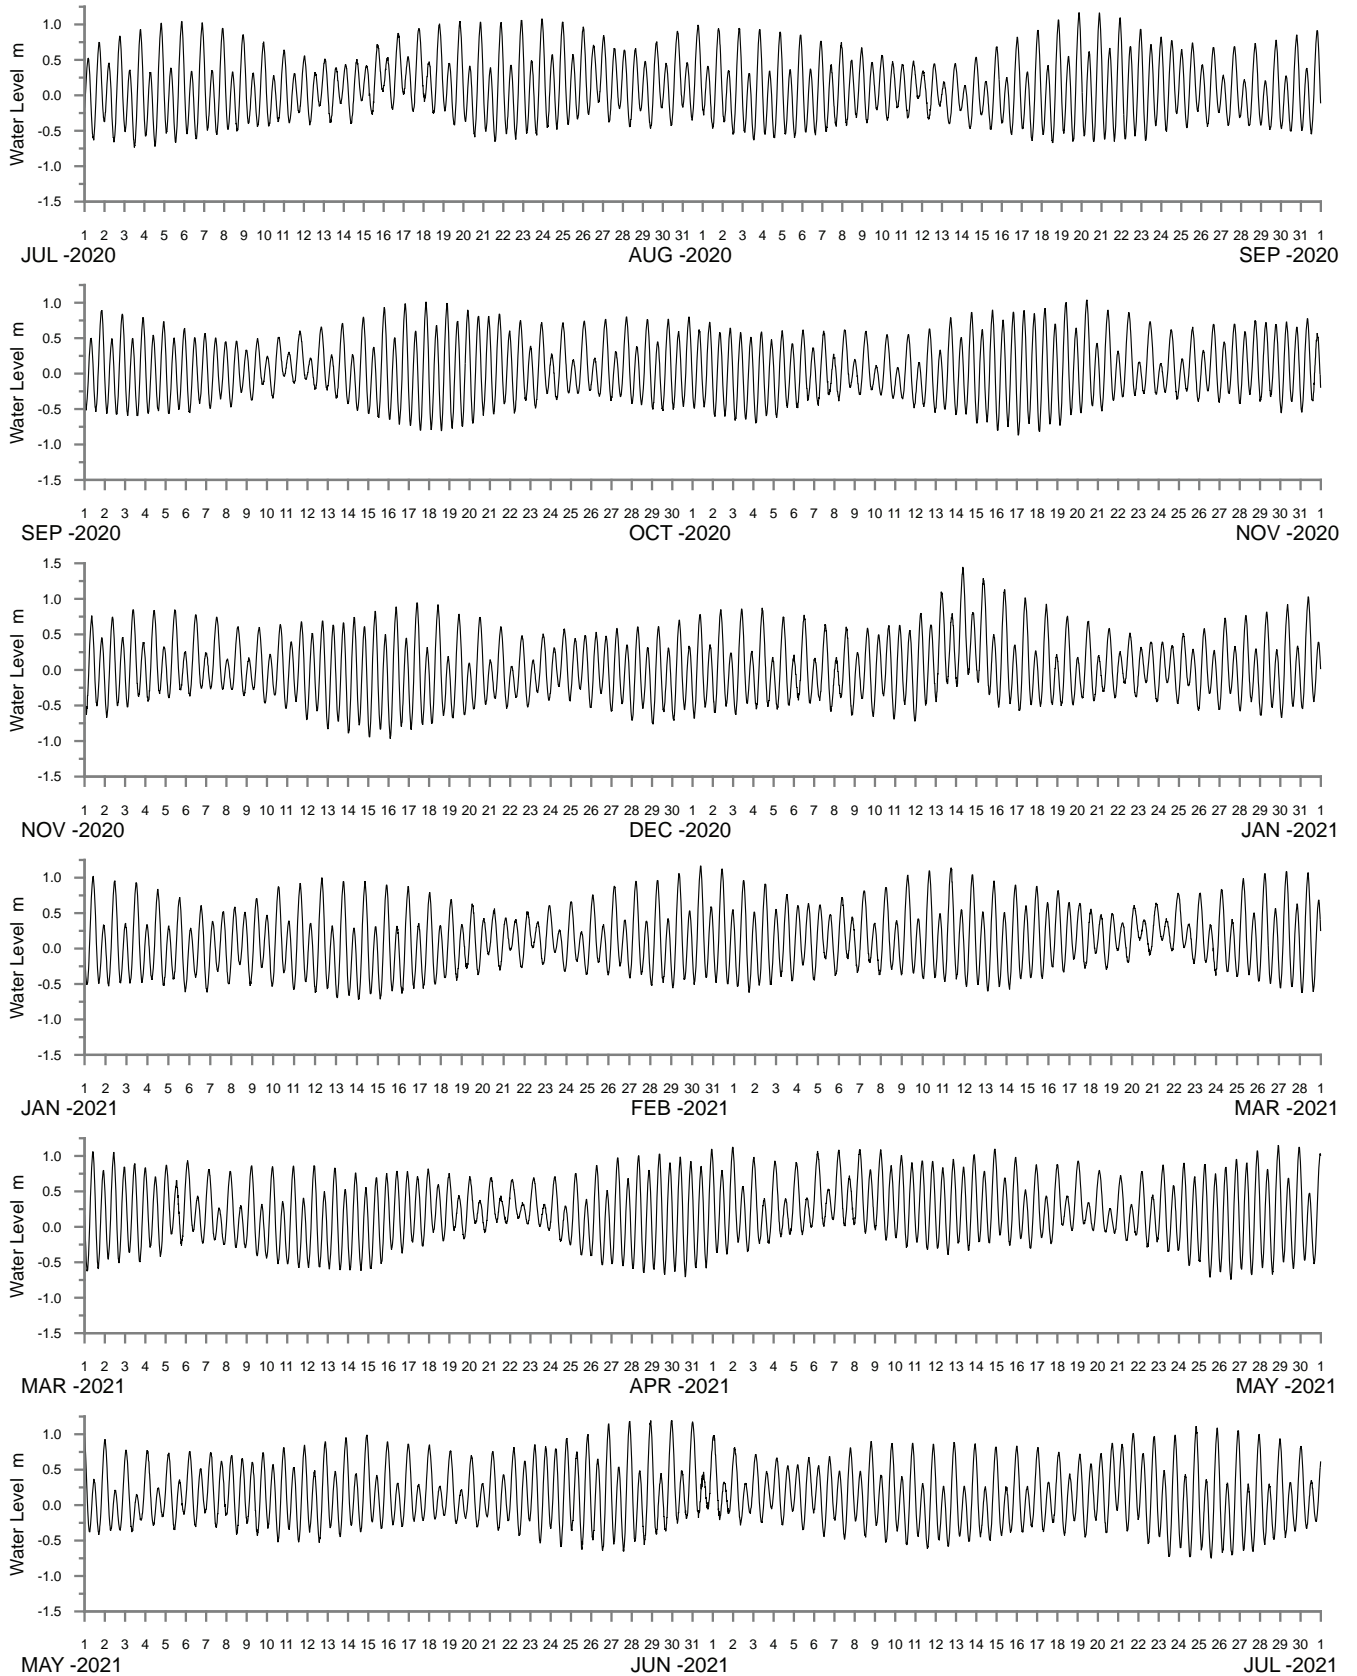 Water Level m
1.0
0.5
0.0
-0.5
-1.0
-1.5
1 2 3 4 5 6 7 8 9 10 11 12 13 14 15 16 17 18 19 20 21 22 23 24 25 26 27 28 29 30 31 1 2 3 4 5 6 7 8 9 10 11 12 13 14 15 16 17 18 19 20 21 22 23 24 25 26 27 28 29 30 31 1
JUL -2020 AUG -2020 SEP -2020
Water Level m
1.0
0.5
0.0
-0.5
-1.0
-1.5
1 2 3 4 5 6 7 8 9 10 11 12 13 14 15 16 17 18 19 20 21 22 23 24 25 26 27 28 29 30 1 2 3 4 5 6 7 8 9 10 11 12 13 14 15 16 17 18 19 20 21 22 23 24 25 26 27 28 29 30 31 1
SEP -2020 OCT -2020 NOV -2020
Water Level m
1.5
1.0
0.5
0.0
-0.5
-1.0
-1.5
1 2 3 4 5 6 7 8 9 10 11 12 13 14 15 16 17 18 19 20 21 22 23 24 25 26 27 28 29 30 1 2 3 4 5 6 7 8 9 10 11 12 13 14 15 16 17 18 19 20 21 22 23 24 25 26 27 28 29 30 31 1
NOV -2020 DEC -2020 JAN -2021
Water Level m
1.0
0.5
0.0
-0.5
-1.0
-1.5
1 2 3 4 5 6 7 8 9 10 11 12 13 14 15 16 17 18 19 20 21 22 23 24 25 26 27 28 29 30 31 1 2 3 4 5 6 7 8 9 10 11 12 13 14 15 16 17 18 19 20 21 22 23 24 25 26 27 28 1
JAN -2021 FEB -2021 MAR -2021
Water Level m
1.0
0.5
0.0
-0.5
-1.0
-1.5
1 2 3 4 5 6 7 8 9 10 11 12 13 14 15 16 17 18 19 20 21 22 23 24 25 26 27 28 29 30 31 1 2 3 4 5 6 7 8 9 10 11 12 13 14 15 16 17 18 19 20 21 22 23 24 25 26 27 28 29 30 1
MAR -2021 APR -2021 MAY -2021
Water Level m
1.0
0.5
0.0
-0.5
-1.0
-1.5
1 2 3 4 5 6 7 8 9 10 11 12 13 14 15 16 17 18 19 20 21 22 23 24 25 26 27 28 29 30 31 1 2 3 4 5 6 7 8 9 10 11 12 13 14 15 16 17 18 19 20 21 22 23 24 25 26 27 28 29 30 1
MAY -2021 JUN -2021 JUL -2021